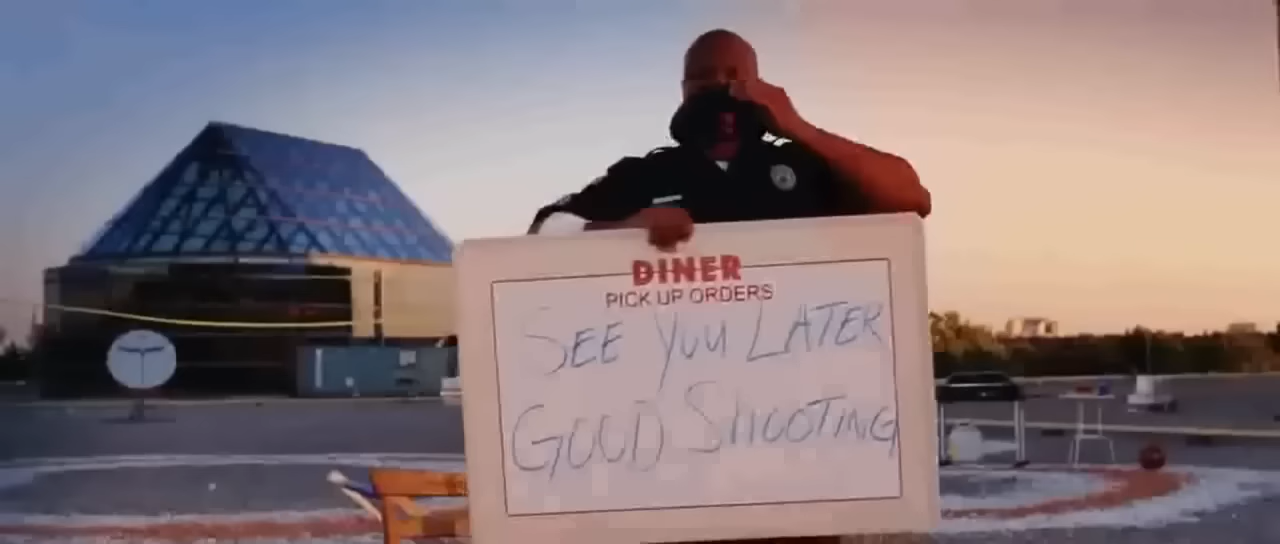 DINER
PICK UP ORDERS
SEE YOU LATER
GOOD SHOOTING